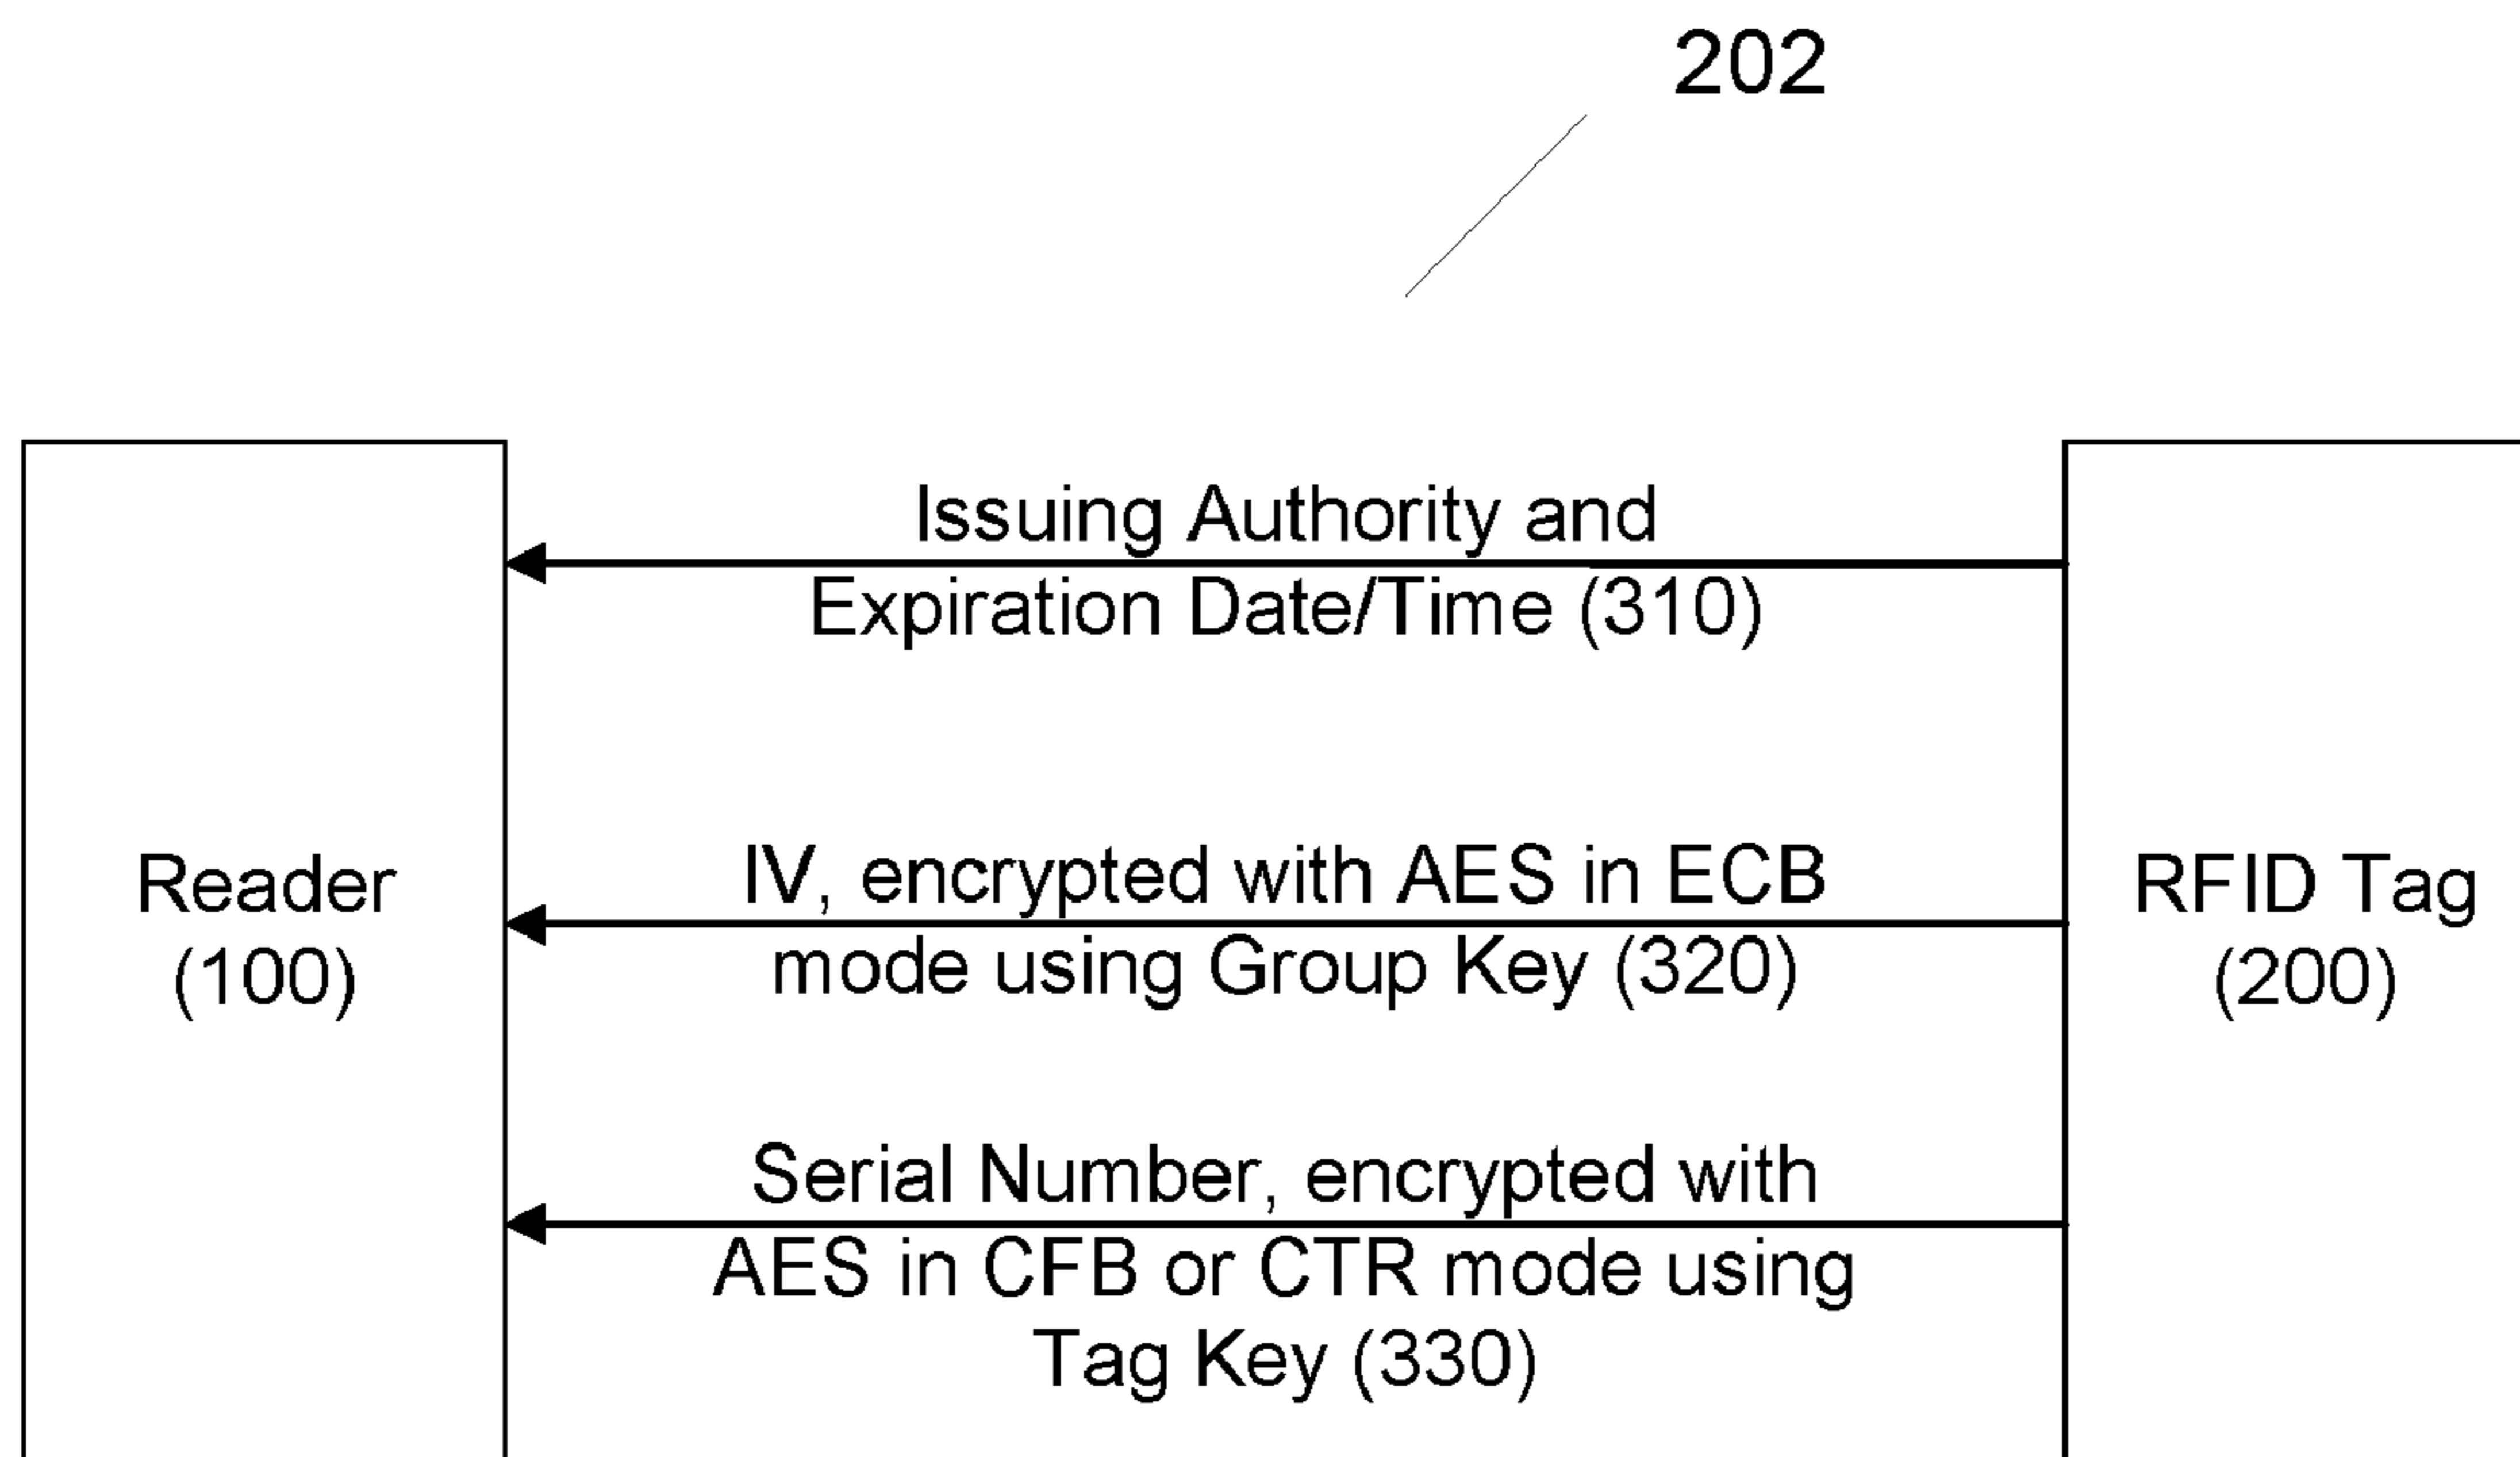 202
Issuing Authority and
Expiration Date/Time (310)
Reader
(100)
IV, encrypted with AES in ECB
mode using Group Key (320)
RFID Tag
(200)
Serial Number, encrypted with
AES in CFB or CTR mode using
Tag Key (330)